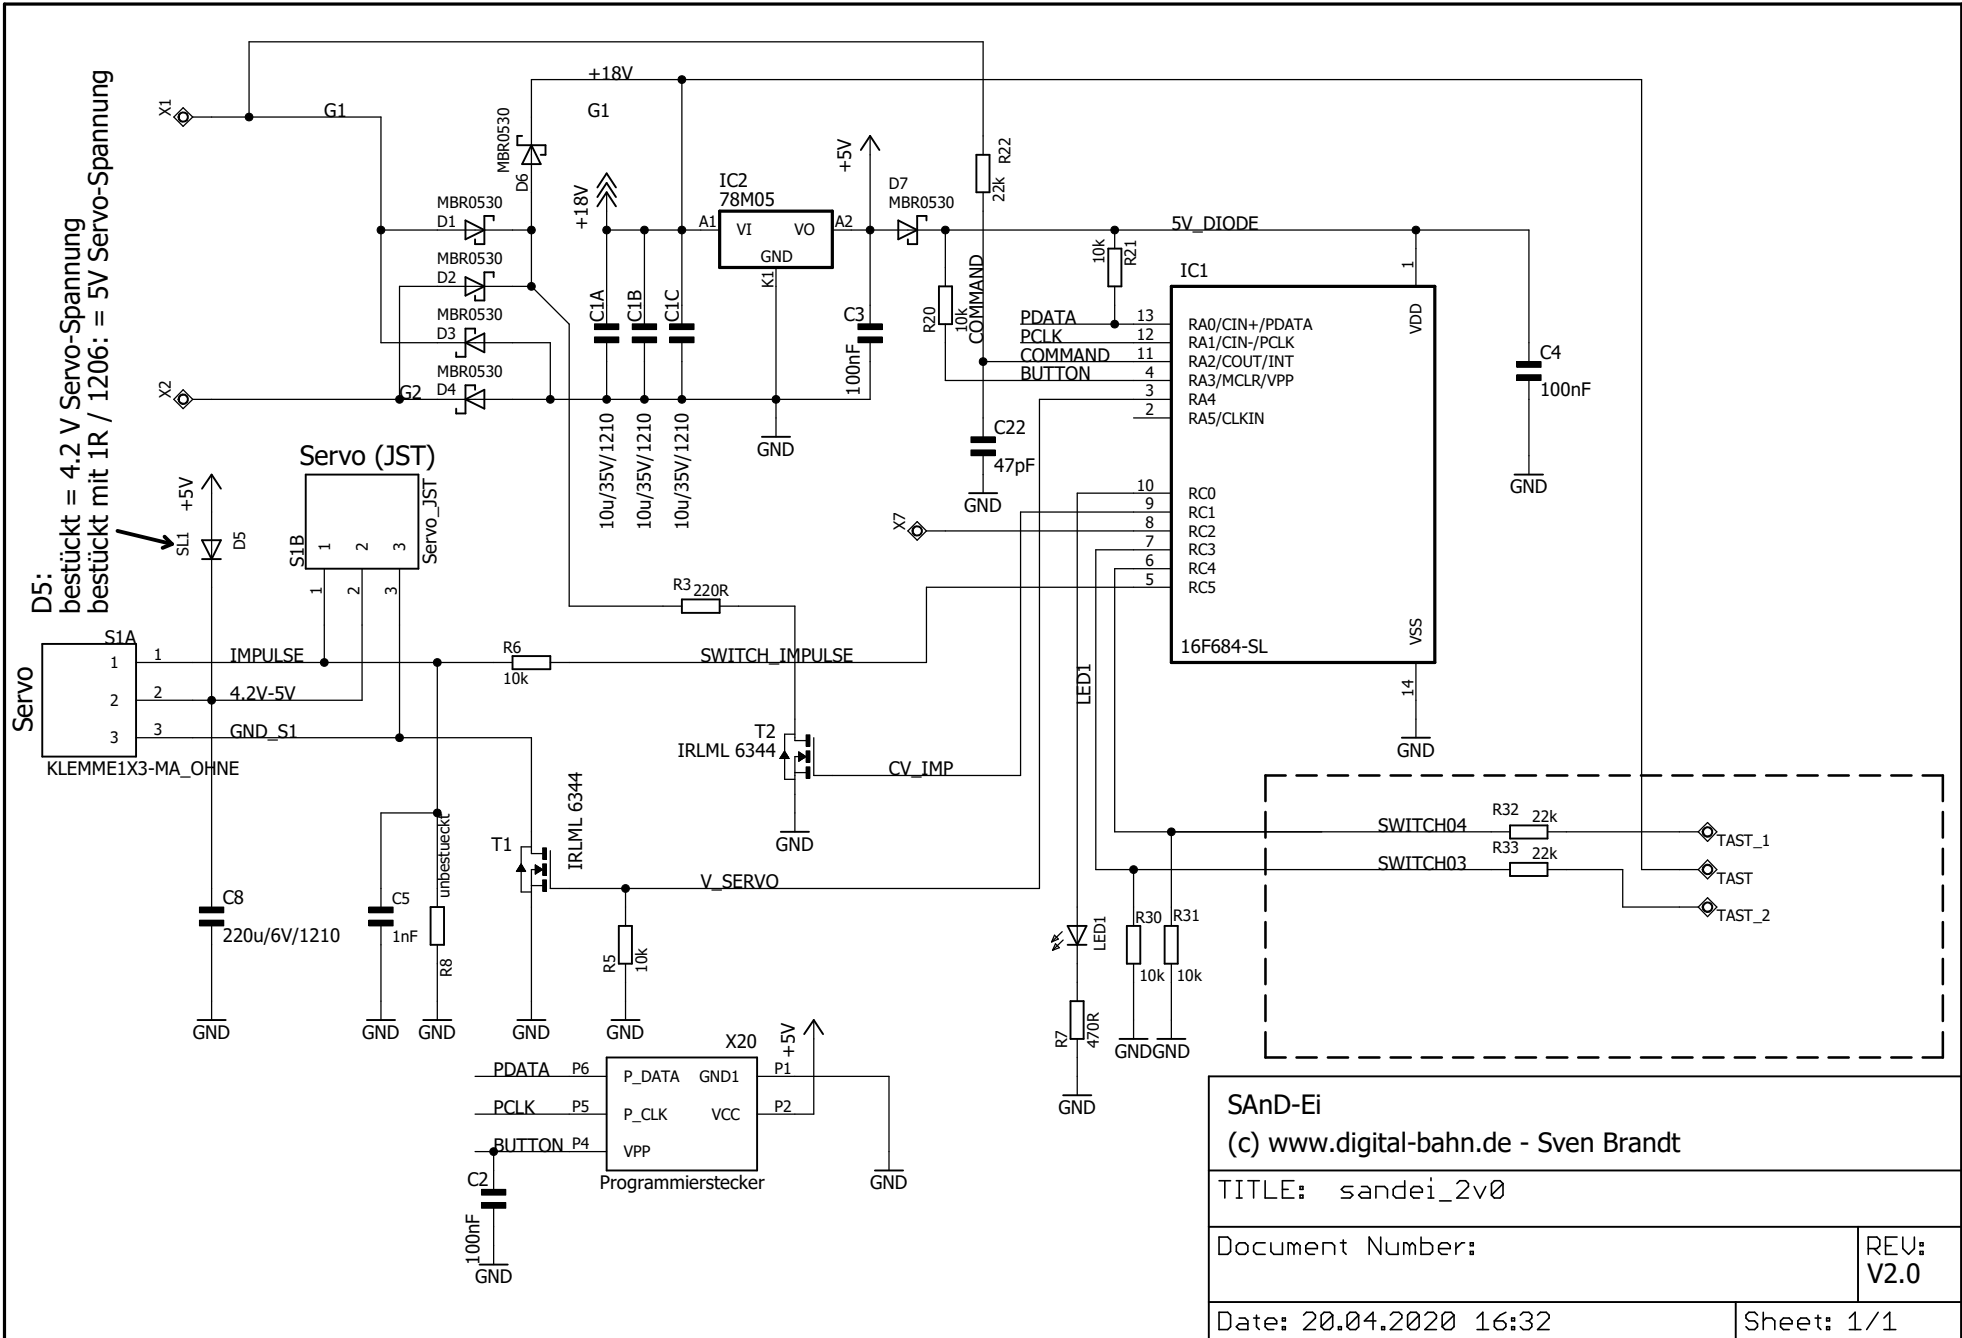 D5:
bestückt = 4.2 V Servo-Spannung
bestückt mit 1R / 1206: = 5V Servo-Spannung
X1
G1
+18V
G1
MBR0530
D6
MBR0530
D1
MBR0530
D2
MBR0530
D3
MBR0530
D4
X2
G2
+18V
C1A
10u/35V/1210
C1B
10u/35V/1210
C1C
10u/35V/1210
IC2
78M05
A1
VI
VO
A2
GND
K1
GND
+5V
C3
100nF
D7
MBR0530
R20
10k
COMMAND
R22
22k
5V_DIODE
10k
R21
C22
47pF
GND
PDATA
PCLK
COMMAND
BUTTON
IC1
13
RA0/CIN+/PDATA
12
RA1/CIN-/PCLK
11
RA2/COUT/INT
4
RA3/MCLR/VPP
3
RA4
2
RA5/CLKIN
10
RC0
9
RC1
8
RC2
7
RC3
6
RC4
5
RC5
1
VDD
VSS
14
16F684-SL
GND
C4
100nF
GND
X7
Servo (JST)
+5V
SL1
D5
S1B
1
2
3
Servo_JST
1
2
3
Servo
S1A
1
1
IMPULSE
2
2
4.2V-5V
3
3
GND_S1
KLEMME1X3-MA_OHNE
R3
220R
R6
10k
SWITCH_IMPULSE
T2
IRLML 6344
CV_IMP
GND
T1
IRLML 6344
V_SERVO
LED1
unbestueckt
C8
220u/6V/1210
GND
C5
1nF
GND
R8
GND
GND
R5
10k
GND
LED1
R7
470R
GND
R30
10k
GND
R31
10k
GND
SWITCH04
R32
22k
TAST_1
SWITCH03
R33
22k
TAST
TAST_2
X20
+5V
PDATA
P6
P_DATA
GND1
P1
PCLK
P5
P_CLK
VCC
P2
BUTTON
P4
VPP
Programmierstecker
C2
100nF
GND
GND
SAnD-Ei
(c) www.digital-bahn.de - Sven Brandt
TITLE: sandei_2v0
Document Number:
REV:
V2.0
Date: 20.04.2020 16:32
Sheet: 1/1